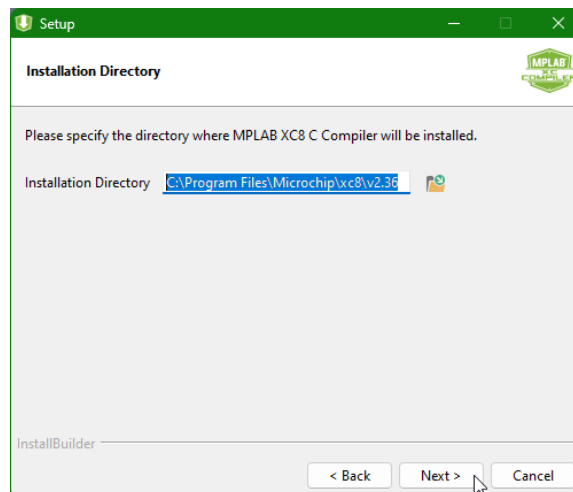 Setup
Installation Directory
MPLAB
XC
COMPILER
Please specify the directory where MPLAB XC8 C Compiler will be installed.
Installation Directory C:\Program Files\Microchip\xc8\v2.36
InstallBuilder
< Back Next > Cancel